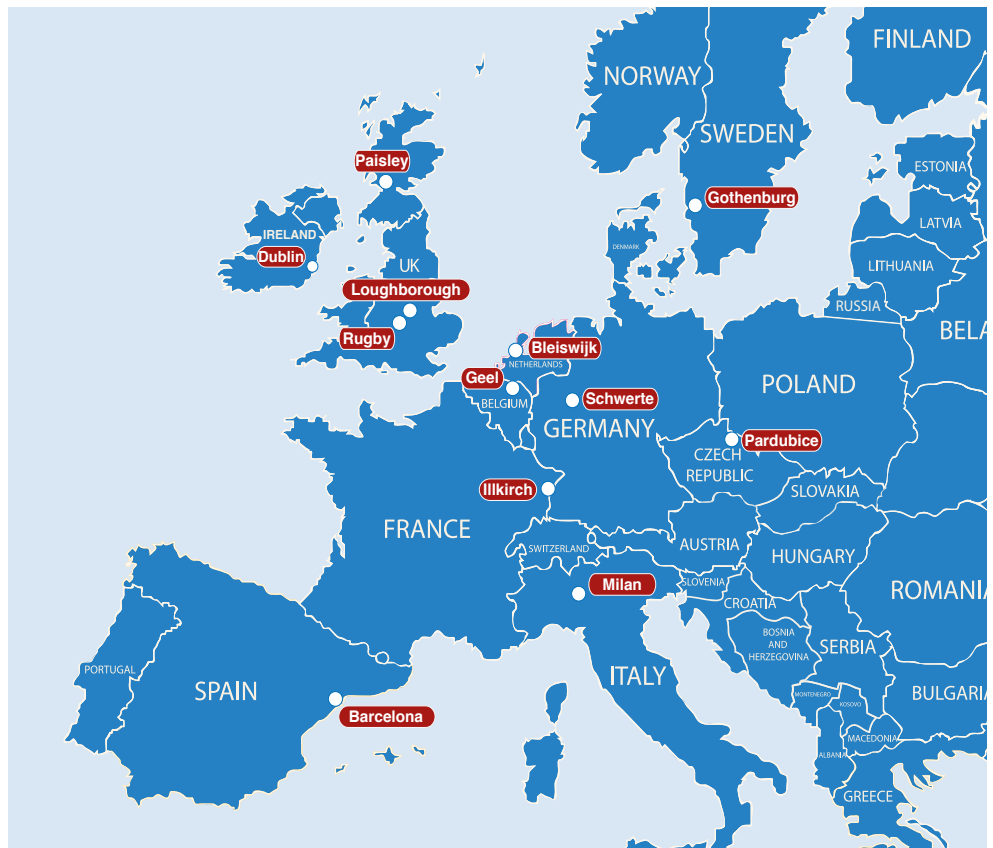 FINLAND
NORWAY
SWEDEN
Paisley
ESTONIA
Gothenburg
LATVIA
IRELAND
Dublin
DENMARK
UK
LITHUANIA
Loughborough
RUSSIA
Rugby
BELA
Bleiswijk
NETHERLANDS
Geel
POLAND
BELGIUM
Schwerte
GERMANY
Pardubice
CZECH
REPUBLIC
Illkirch
SLOVAKIA
FRANCE
SWITZERLAND
AUSTRIA
HUNGARY
Milan
SLOVENIA
ROMANIA
CROATIA
BOSNIA
AND
HERZEGOVINA
SERBIA
PORTUGAL
SPAIN
ITALY
MONTENEGRO
KOSOVO
BULGARIA
Barcelona
MACEDONIA
ALBANIA
GREECE